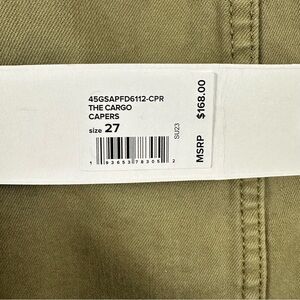 45GSAPFD6112-CPR
THE CARGO
CAPERS
size 27
1 93653 78305 2
SU23
MSRP $168.00